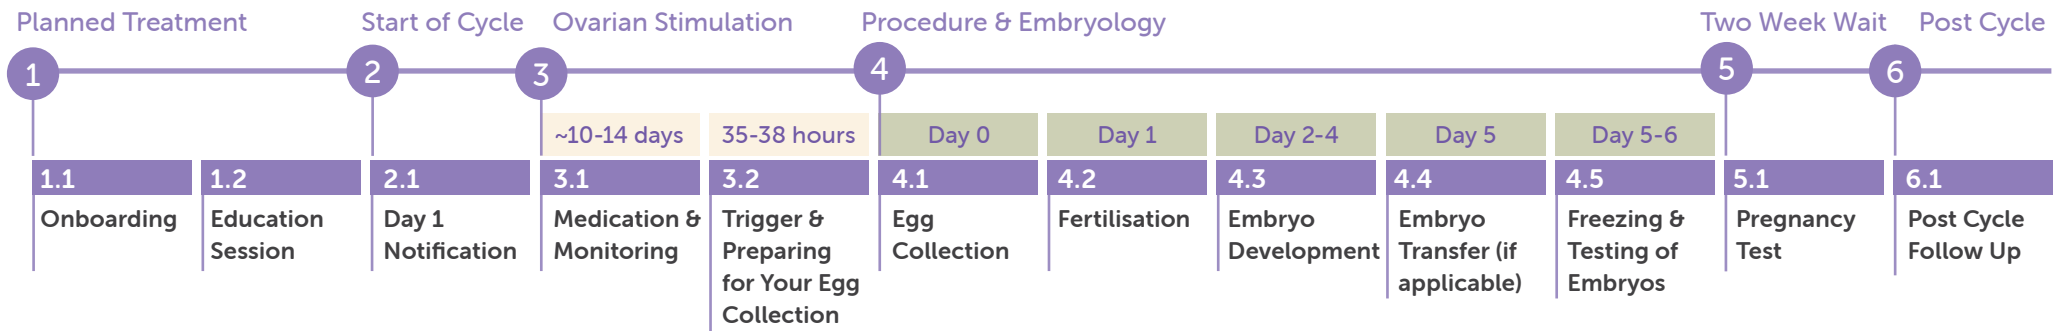 Planned Treatment
Start of Cycle
Ovarian Stimulation
Procedure & Embryology
Two Week Wait
Post Cycle
1
2
3
4
5
6
~10-14 days
35-38 hours
Day 0
Day 1
Day 2-4
Day 5
Day 5-6
1.1
Onboarding
1.2
Education
Session
2.1
Day 1
Notification
3.1
Medication &
Monitoring
3.2
Trigger &
Preparing
for Your Egg
Collection
4.1
Egg
Collection
4.2
Fertilisation
4.3
Embryo
Development
4.4
Embryo
Transfer (if
applicable)
4.5
Freezing &
Testing of
Embryos
5.1
Pregnancy
Test
6.1
Post Cycle
Follow Up